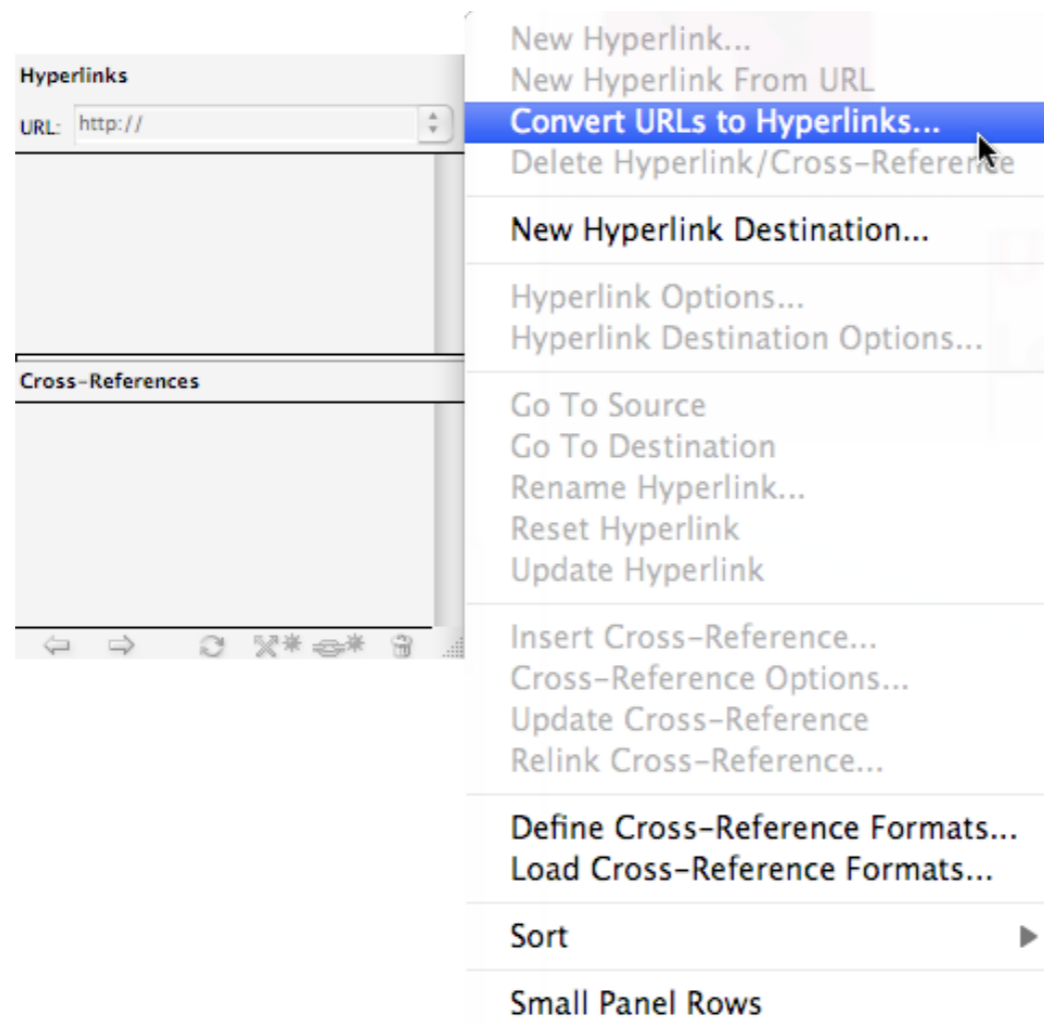 Hyperlinks
URL: http://
Cross-References
New Hyperlink...
New Hyperlink From URL
Convert URLs to Hyperlinks...
Delete Hyperlink/Cross-Reference
New Hyperlink Destination...
Hyperlink Options...
Hyperlink Destination Options...
Go To Source
Go To Destination
Rename Hyperlink...
Reset Hyperlink
Update Hyperlink
Insert Cross-Reference...
Cross-Reference Options...
Update Cross-Reference
Relink Cross-Reference...
Define Cross-Reference Formats...
Load Cross-Reference Formats...
Sort
Small Panel Rows